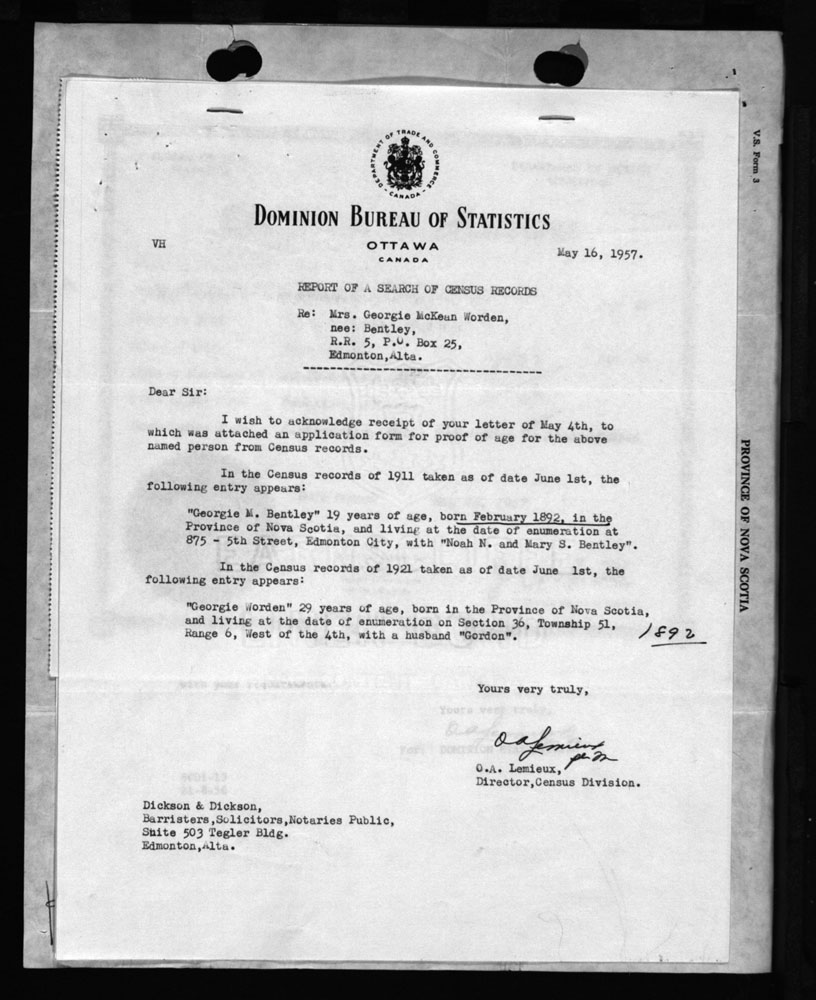 V.S. Form 3
DEPARTMENT OF TRADE AND COMMERCE
CANADA
DOMINION BUREAU OF STATISTICS
VH
OTTAWA
CANADA
May 16, 1957.
REPORT OF A SEARCH OF CENSUS RECORDS
Re: Mrs. Georgie McKean Worden,
nee: Bentley,
R.R. 5, P.O. Box 25,
Edmonton,Alta.
Dear Sir:
I wish to acknowledge receipt of your letter of May 4th, to
which was attached an application form for proof of age for the above
named person from Census records.
In the Census records of 1911 taken as of date June 1st, the
following entry appears:
"Georgie M. Bentley" 19 years of age, born February 1892, in the
Province of Nova Scotia, and living at the date of enumeration at
875 - 5th Street, Edmonton City, with "Noah N. and Mary S. Bentley".
In the Census records of 1921 taken as of date June 1st, the
following entry appears:
"Georgie Worden" 29 years of age, born in the Province of Nova Scotia,
and living at the date of enumeration on Section 36, Township 51,
Range 6, West of the 4th, with a husband "Gordon".
1892
PROVINCE OF NOVA SCOTIA
Yours very truly,
O A Lemieux
O.A. Lemieux,
Director,Census Division.
Dickson & Dickson,
Barristers,Solicitors,Notaries Public,
Suite 503 Tegler Bldg.
Edmonton,Alta.